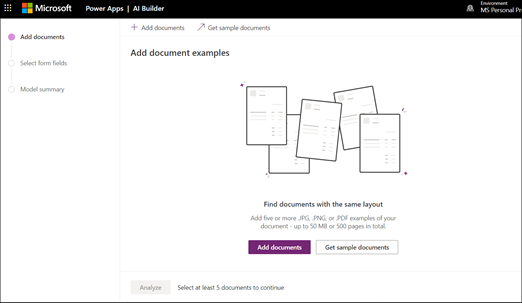 Microsoft Power Apps | AI Builder
Environment
MS Personal Pr
Add documents
Select form fields
Model summary
+ Add documents Get sample documents
Add document examples
Find documents with the same layout
Add five or more .JPG, .PNG, or .PDF examples of your
document - up to 50 MB or 500 pages in total.
Add documents Get sample documents
Analyze Select at least 5 documents to continue